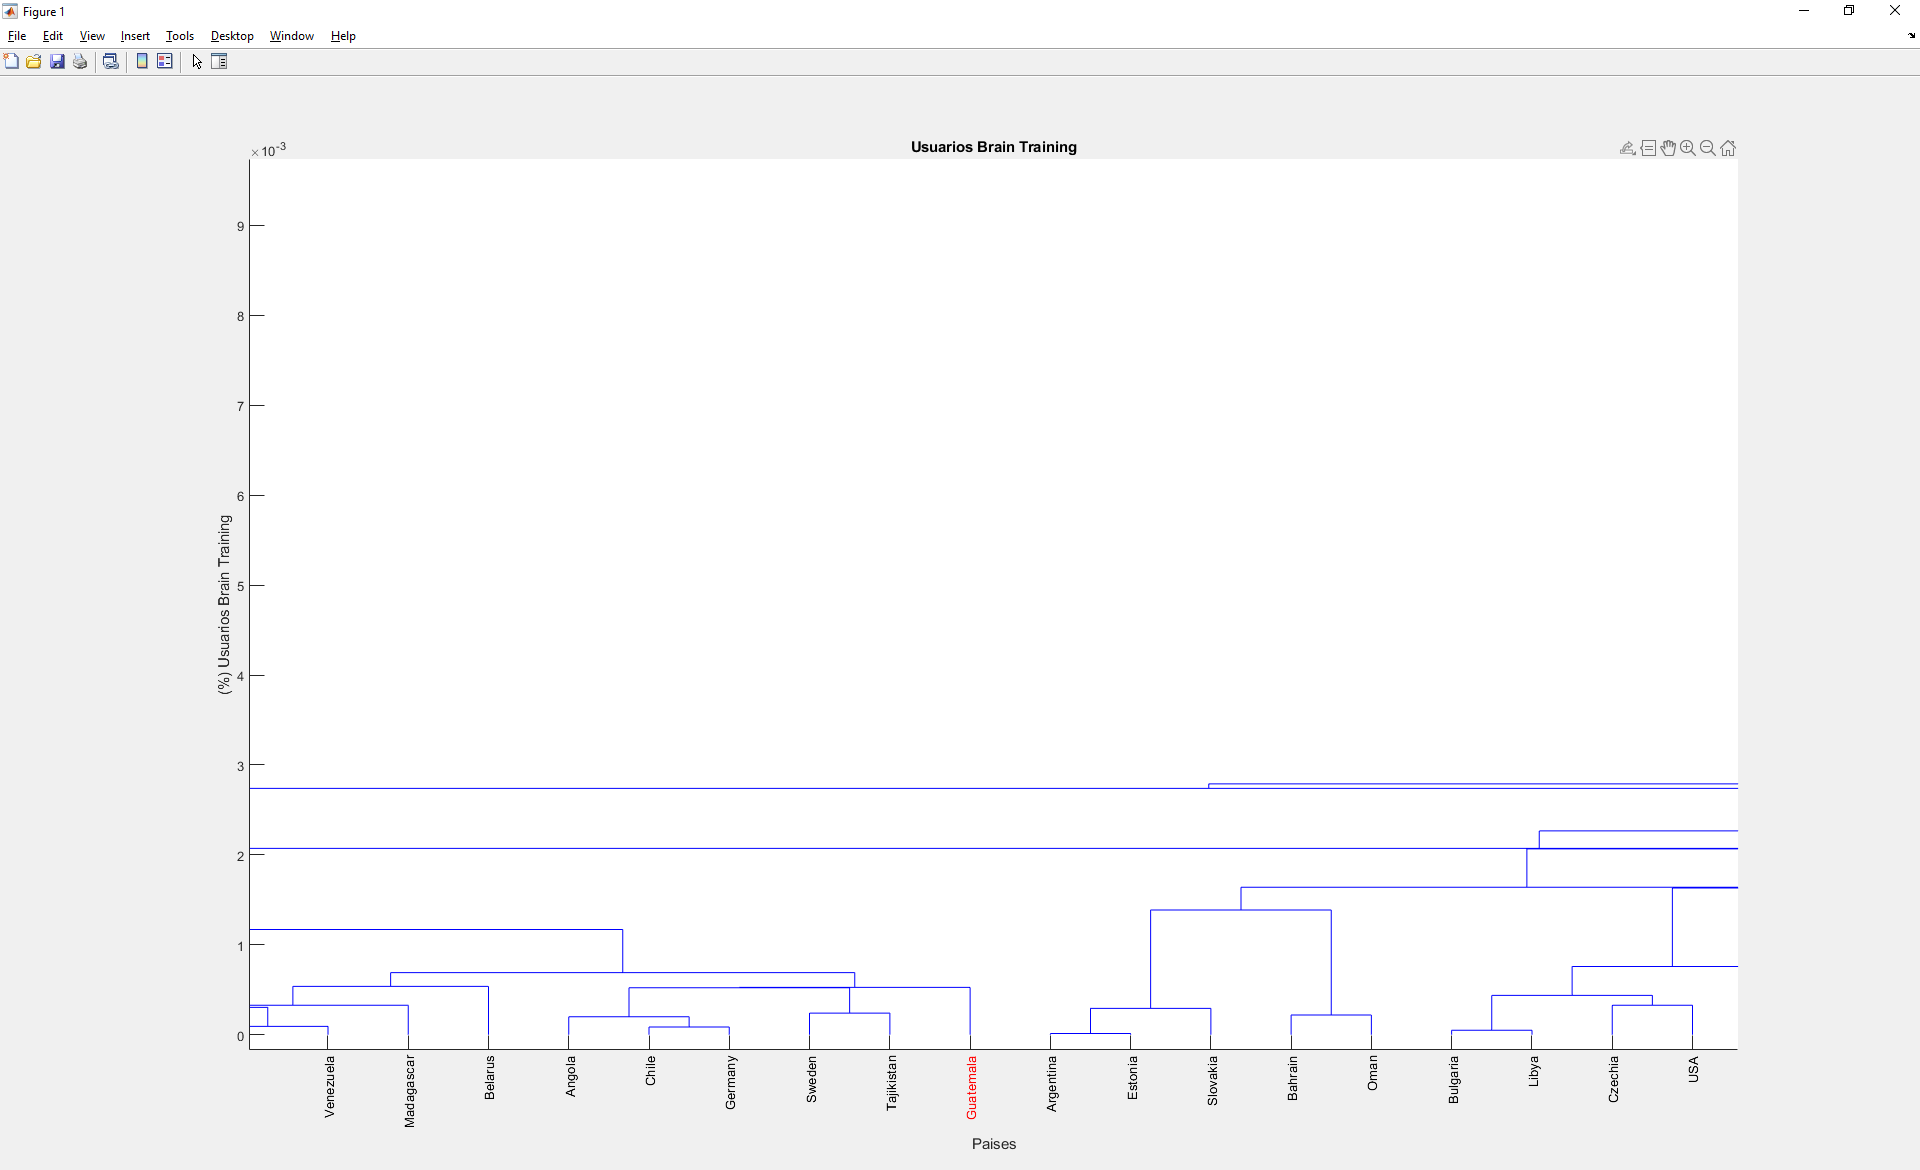 Figure 1
File Edit View Insert Tools Desktop Window Help
Usuarios Brain Training
×10-3
9
8
7
6
5
4
3
2
1
0
(%) Usuarios Brain Training
Venezuela
Madagascar
Belarus
Angola
Chile
Germany
Sweden
Tajikistan
Guatemala
Argentina
Estonia
Slovakia
Bahrain
Oman
Bulgaria
Libya
Czechia
USA
Paises